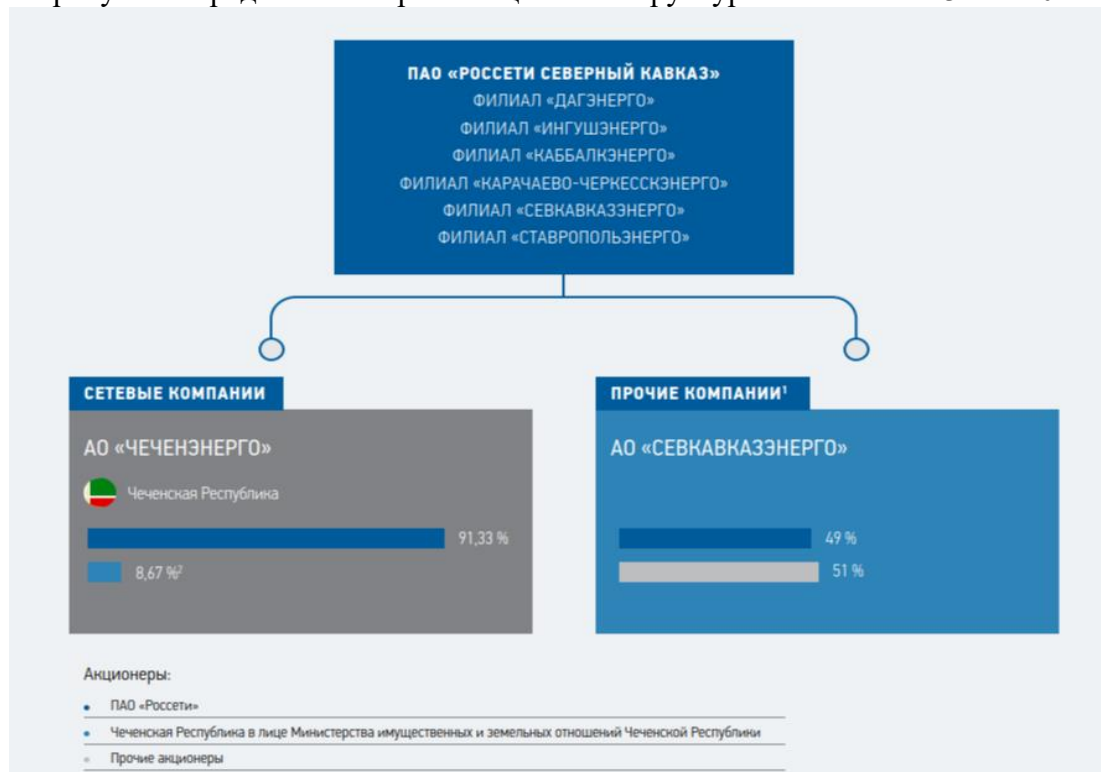 ПАО «РОССЕТИ СЕВЕРНЫЙ КАВКАЗ»
ФИЛИАЛ «ДАГЭНЕРГО»
ФИЛИАЛ «ИНГУШЭНЕРГО»
ФИЛИАЛ «КАББАЛКЭНЕРГО»
ФИЛИАЛ «КАРАЧАЕВО-ЧЕРКЕССКЭНЕРГО»
ФИЛИАЛ «СЕВКАВКАЗЭНЕРГО»
ФИЛИАЛ «СТАВРОПОЛЬЭНЕРГО»
СЕТЕВЫЕ КОМПАНИИ
АО «ЧЕЧЕНЭНЕРГО»
Чеченская Республика
91,33 %
8,67 %²
ПРОЧИЕ КОМПАНИИ¹
АО «СЕВКАВКАЗЭНЕРГО»
49 %
51 %
Акционеры:
ПАО «Россети»
Чеченская Республика в лице Министерства имущественных и земельных отношений Чеченской Республики
Прочие акционеры